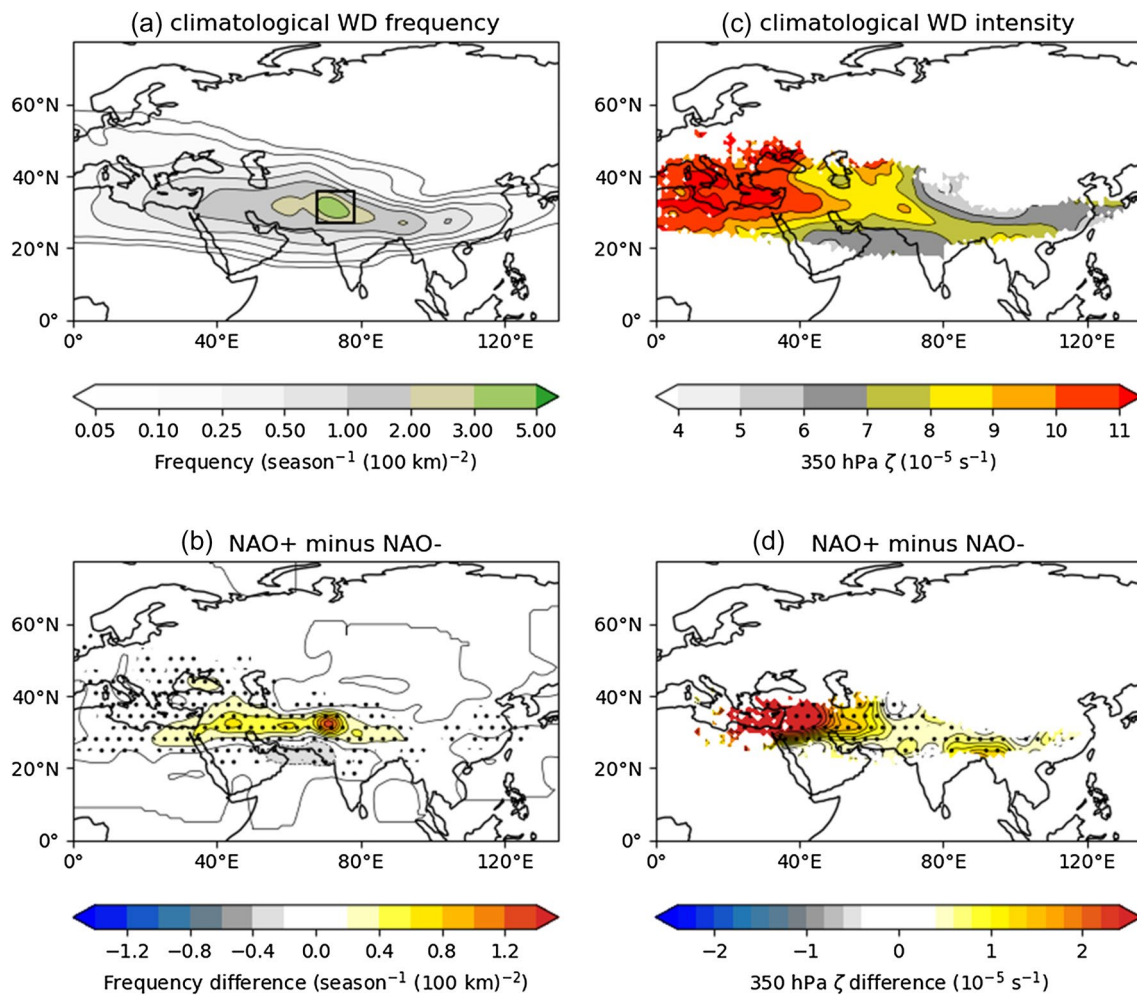 (a) climatological WD frequency
60°N
40°N
20°N
0°
0° 40°E 80°E 120°E
0.05 0.10 0.25 0.50 1.00 2.00 3.00 5.00
Frequency (season⁻¹ (100 km)⁻²)
(c) climatological WD intensity
60°N
40°N
20°N
0°
0° 40°E 80°E 120°E
4 5 6 7 8 9 10 11
350 hPa ζ (10⁻⁵ s⁻¹)
(b) NAO+ minus NAO-
60°N
40°N
20°N
0°
0° 40°E 80°E 120°E
−1.2 −0.8 −0.4 0.0 0.4 0.8 1.2
Frequency difference (season⁻¹ (100 km)⁻²)
(d) NAO+ minus NAO-
60°N
40°N
20°N
0°
0° 40°E 80°E 120°E
−2 −1 0 1 2
350 hPa ζ difference (10⁻⁵ s⁻¹)